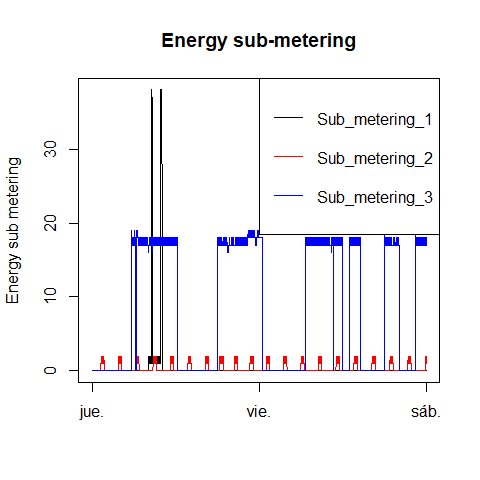 Energy sub-metering
Sub_metering_1
Sub_metering_2
Sub_metering_3
Energy sub metering
30
20
10
0
jue.
vie.
sáb.